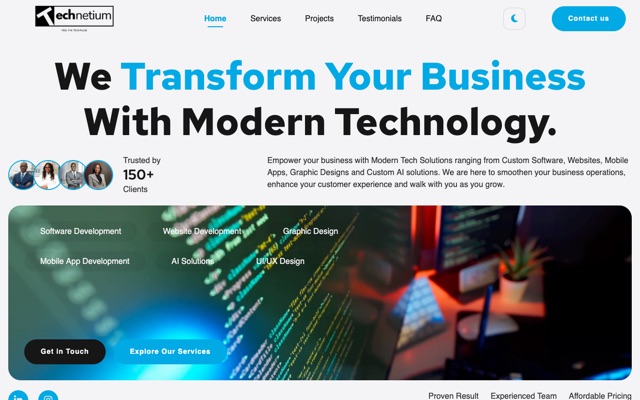 Technetium
Home
Services
Projects
Testimonials
FAQ
Contact us
We Transform Your Business
With Modern Technology.
Trusted by
150+
Clients
Empower your business with Modern Tech Solutions ranging from Custom Software, Websites, Mobile
Apps, Graphic Designs and Custom AI solutions. We are here to smoothen your business operations,
enhance your customer experience and walk with you as you grow.
Software Development
Website Development
Graphic Design
Mobile App Development
AI Solutions
UI/UX Design
Get in Touch
Explore Our Services
Proven Result
Experienced Team
Affordable Pricing